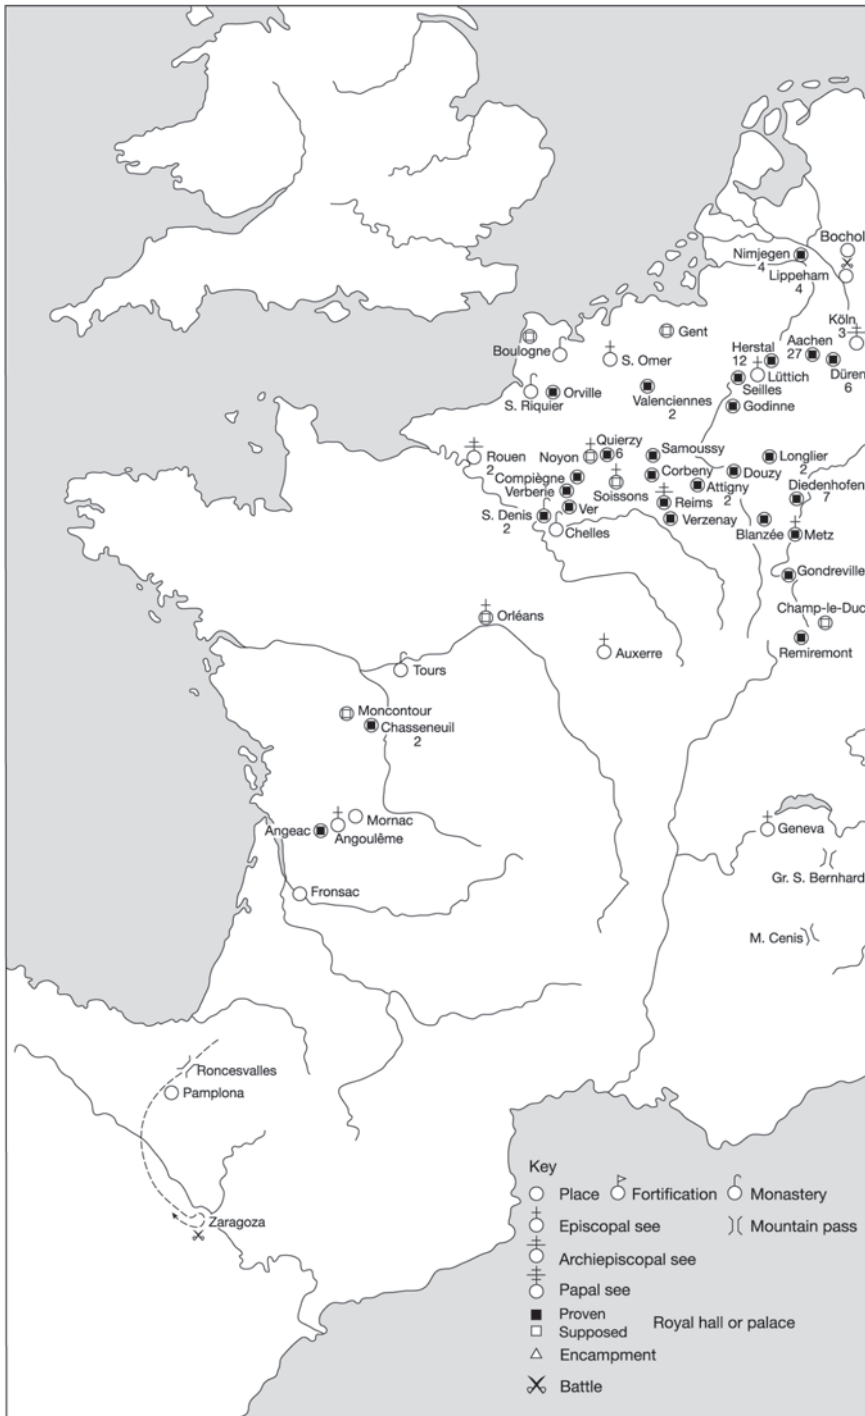 Bochol
Nimjegen
4
Lippeham
4
Köln
3
Gent
Boulogne
S. Omer
Herstal
12
Aachen
27
Lüttich
Düren
6
Seilles
S. Riquier
Orville
Valenciennes
2
Godinne
Rouen
2
Noyon
Quierzy
6
Samoussy
Longlier
2
Compiègne
Soissons
Corbeny
Attigny
2
Douzy
Diedenhofen
7
Verberie
Ver
Reims
S. Denis
2
Chelles
Verzenay
Blanzée
Metz
Gondreville
Champ-le-Duc
Orléans
Auxerre
Remiremont
Tours
Moncontour
Chasseneuil
2
Mornac
Angeac
Angoulême
Geneva
Gr. S. Bernhard
Fronsac
M. Cenis
Roncesvalles
Pamplona
Zaragoza
Key
Place
Fortification
Monastery
Episcopal see
Mountain pass
Archiepiscopal see
Papal see
Proven
Supposed
Royal hall or palace
Encampment
Battle